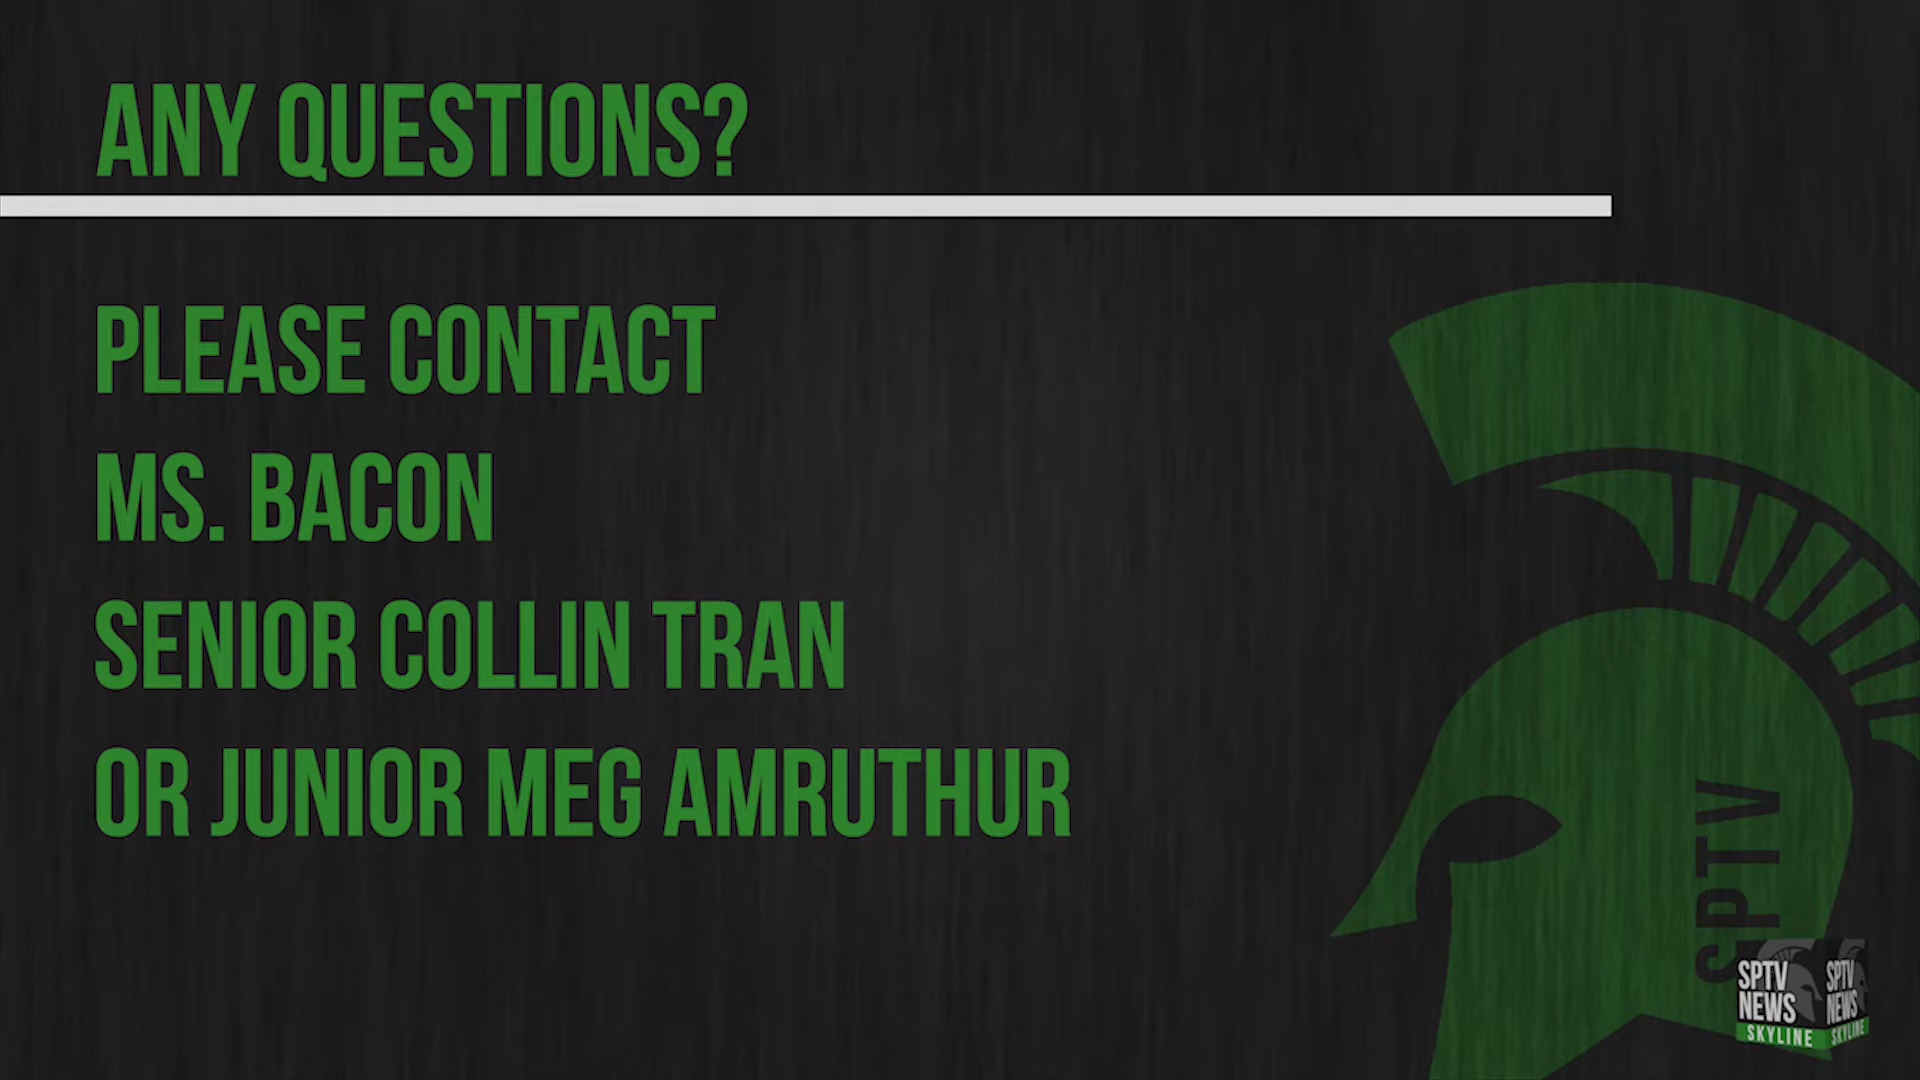 ANY QUESTIONS?
PLEASE CONTACT
MS. BACON
SENIOR COLLIN TRAN
OR JUNIOR MEG AMRUTHUR
SPTV
SPTV
NEWS
SKYLINE
SPTV
NEWS
SKYLINE